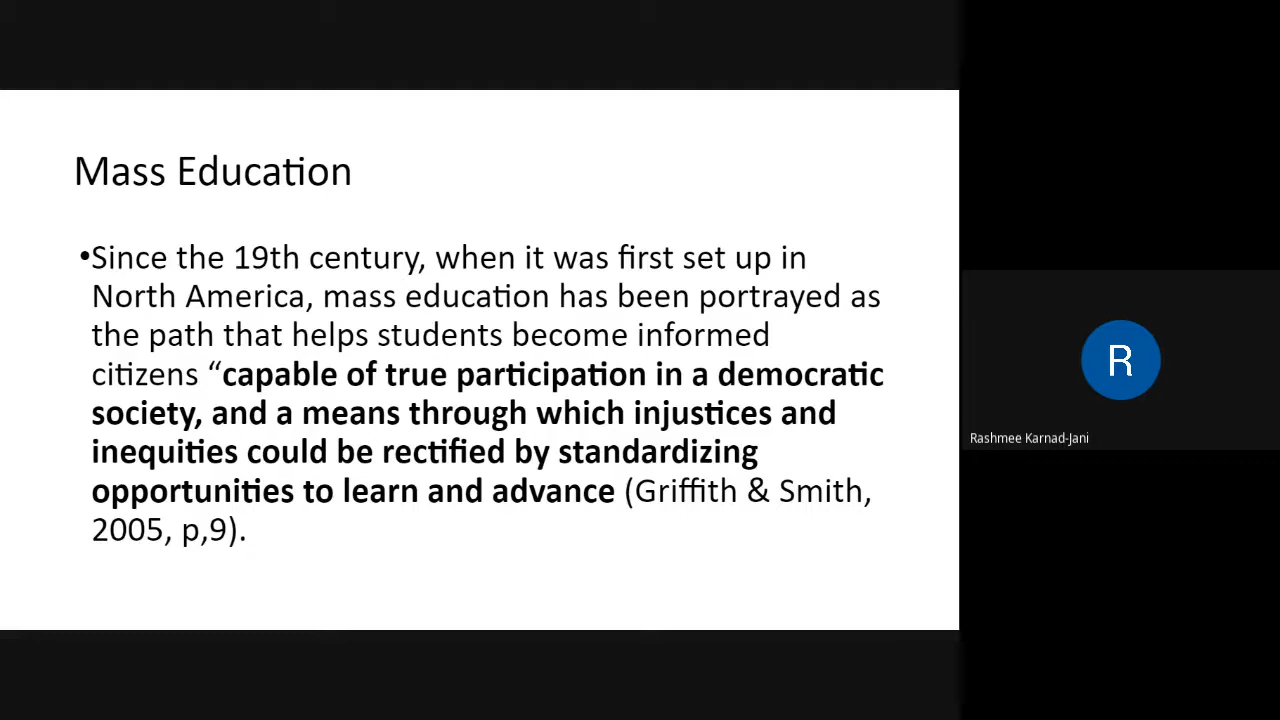 Mass Education
•Since the 19th century, when it was first set up in
North America, mass education has been portrayed as
the path that helps students become informed
citizens “capable of true participation in a democratic
society, and a means through which injustices and
inequities could be rectified by standardizing
opportunities to learn and advance (Griffith & Smith,
2005, p,9).
R
Rashmee Karnad-Jani